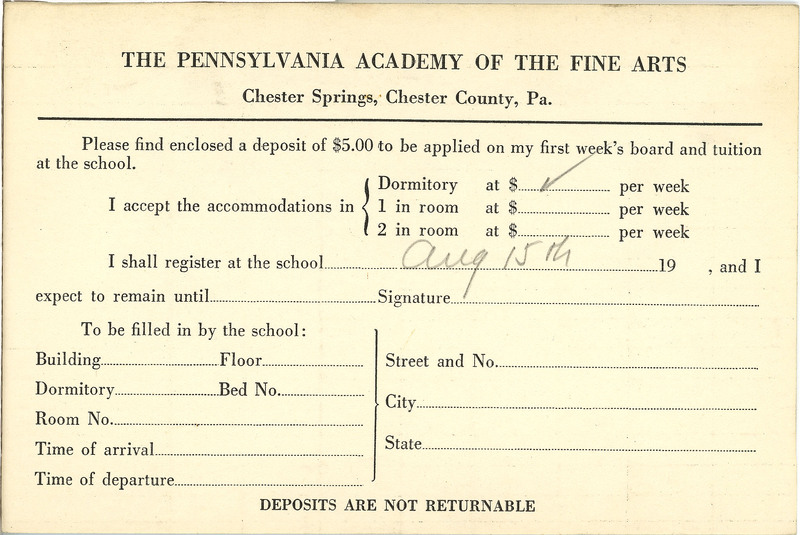 THE PENNSYLVANIA ACADEMY OF THE FINE ARTS
Chester Springs, Chester County, Pa.
Please find enclosed a deposit of $5.00 to be applied on my first week's board and tuition
at the school.
I accept the accommodations in { Dormitory at $ ✓ per week
1 in room at $ per week
2 in room at $ per week
I shall register at the school Aug 15th 19 , and I
expect to remain until Signature
To be filled in by the school:
Building Floor
Dormitory Bed No.
Room No.
Time of arrival
Time of departure
Street and No.
City
State
DEPOSITS ARE NOT RETURNABLE